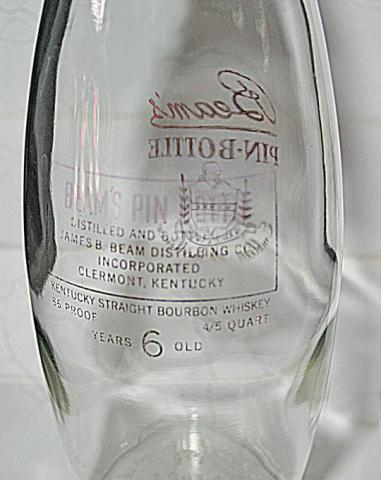 Beam's
PIN-BOTTLE
BEAM'S PIN BOTTLE
DISTILLED AND BOTTLED BY
JAMES B. BEAM DISTILLING CO.
INCORPORATED
CLERMONT, KENTUCKY
KENTUCKY STRAIGHT BOURBON WHISKEY
86 PROOF 4/5 QUART
YEARS 6 OLD